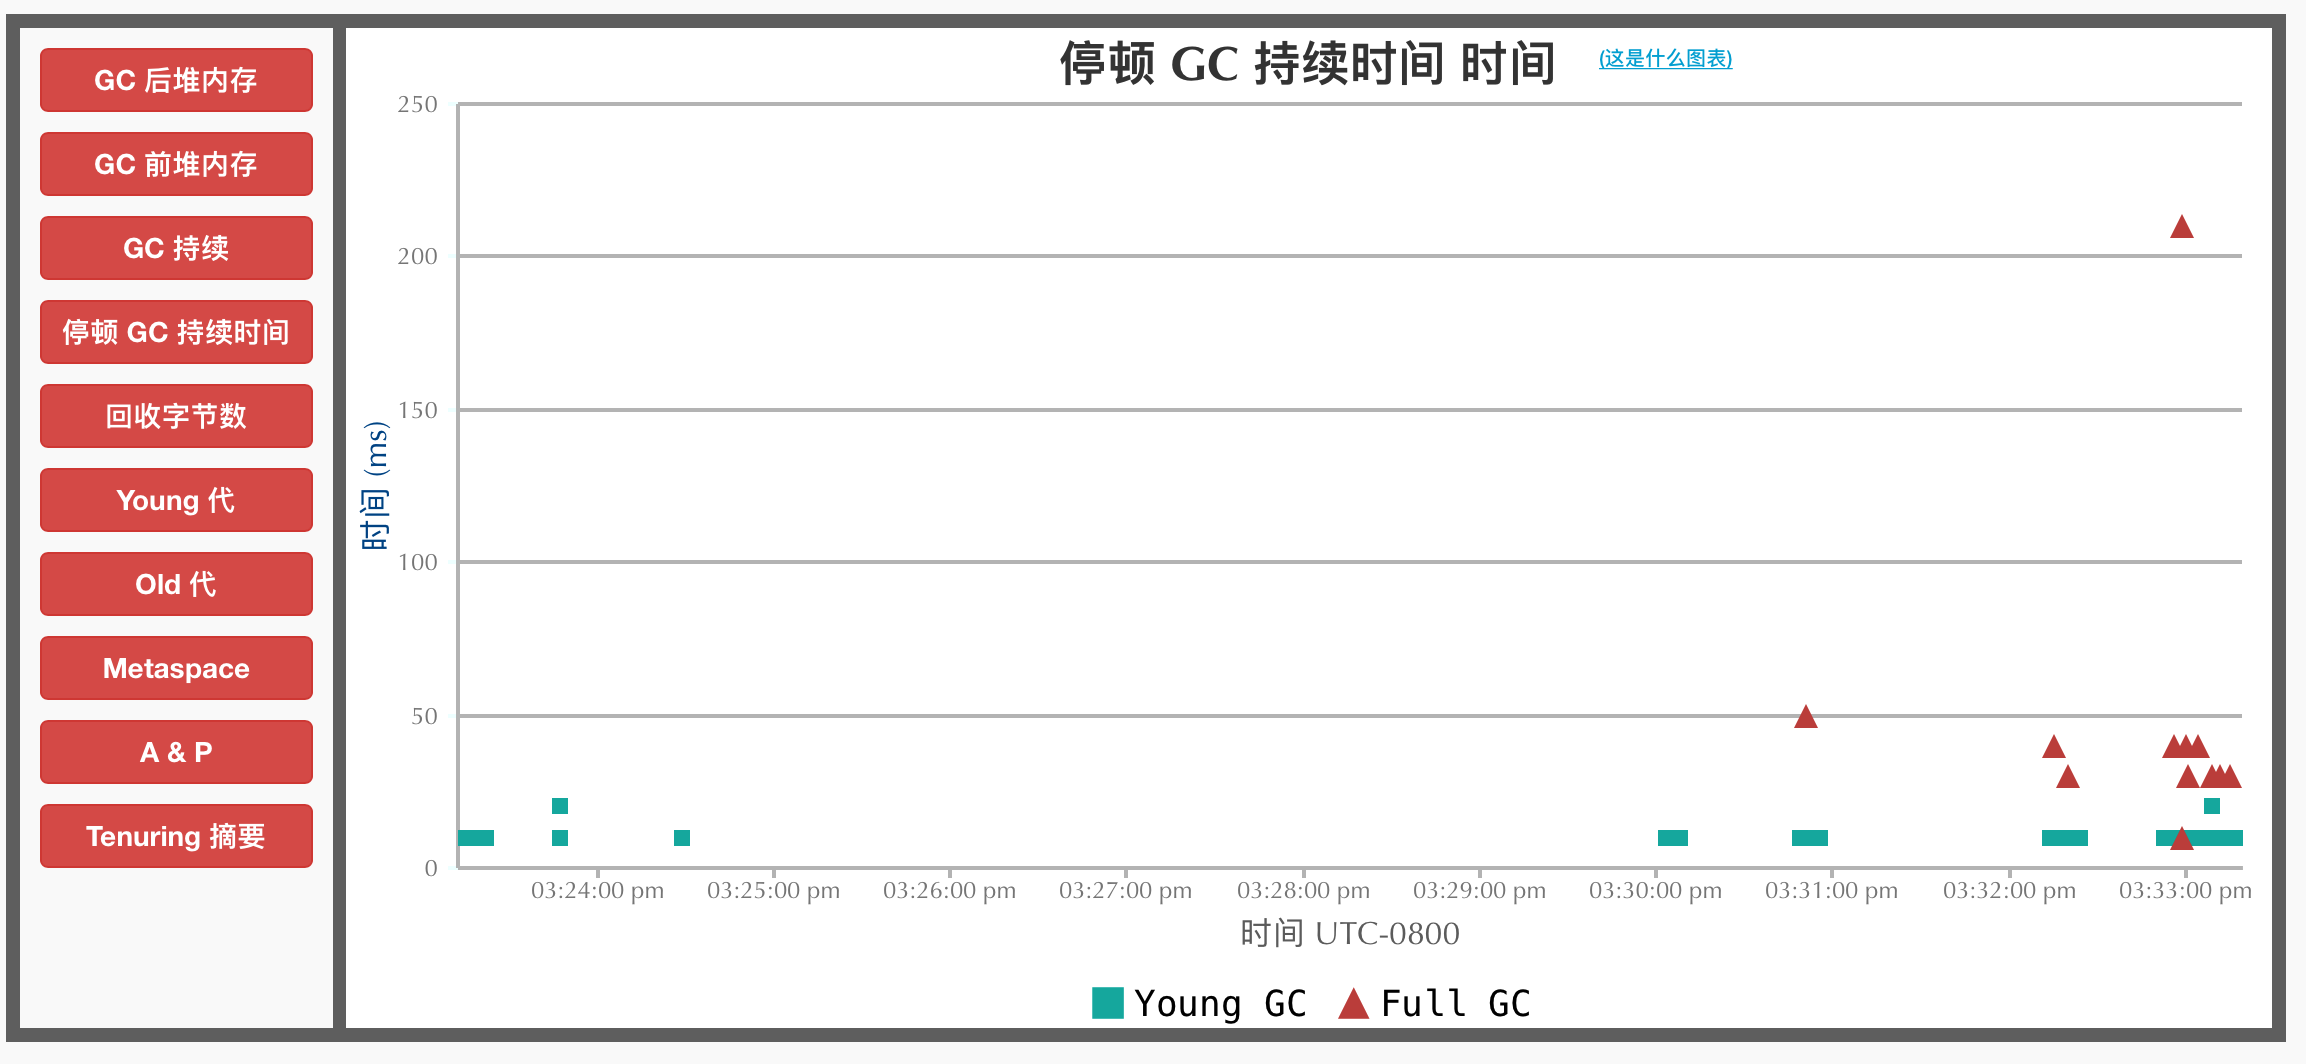 GC 后堆内存
GC 前堆内存
GC 持续
停顿 GC 持续时间
回收字节数
Young 代
Old 代
Metaspace
A & P
Tenuring 摘要
停顿 GC 持续时间 时间
(这是什么图表)
250
200
150
100
50
0
时间 (ms)
03:24:00 pm
03:25:00 pm
03:26:00 pm
03:27:00 pm
03:28:00 pm
03:29:00 pm
03:30:00 pm
03:31:00 pm
03:32:00 pm
03:33:00 pm
时间 UTC-0800
Young GC
Full GC